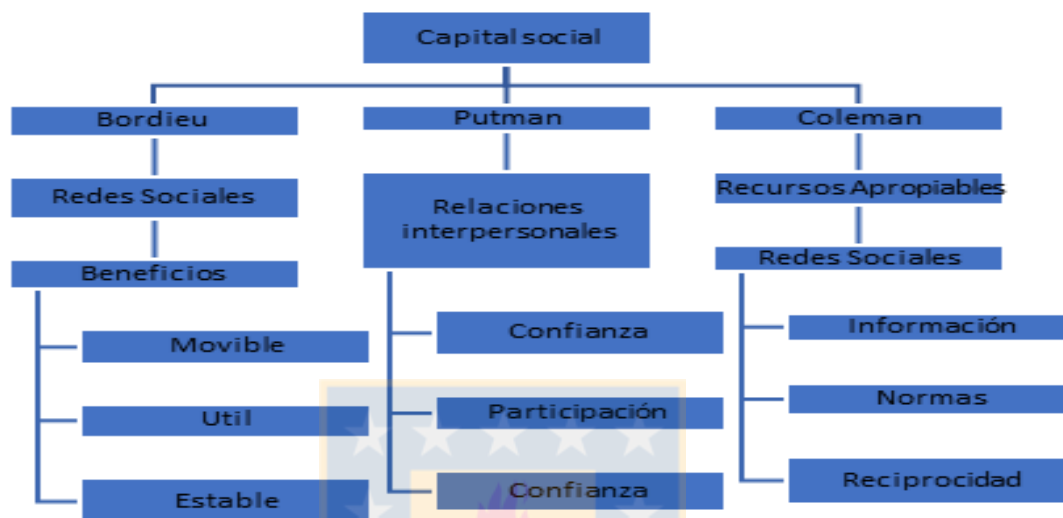 Capital social
Bordieu
Redes Sociales
Beneficios
Movible
Util
Estable
Putman
Relaciones
interpersonales
Confianza
Participación
Confianza
Coleman
Recursos Apropiables
Redes Sociales
Información
Normas
Reciprocidad